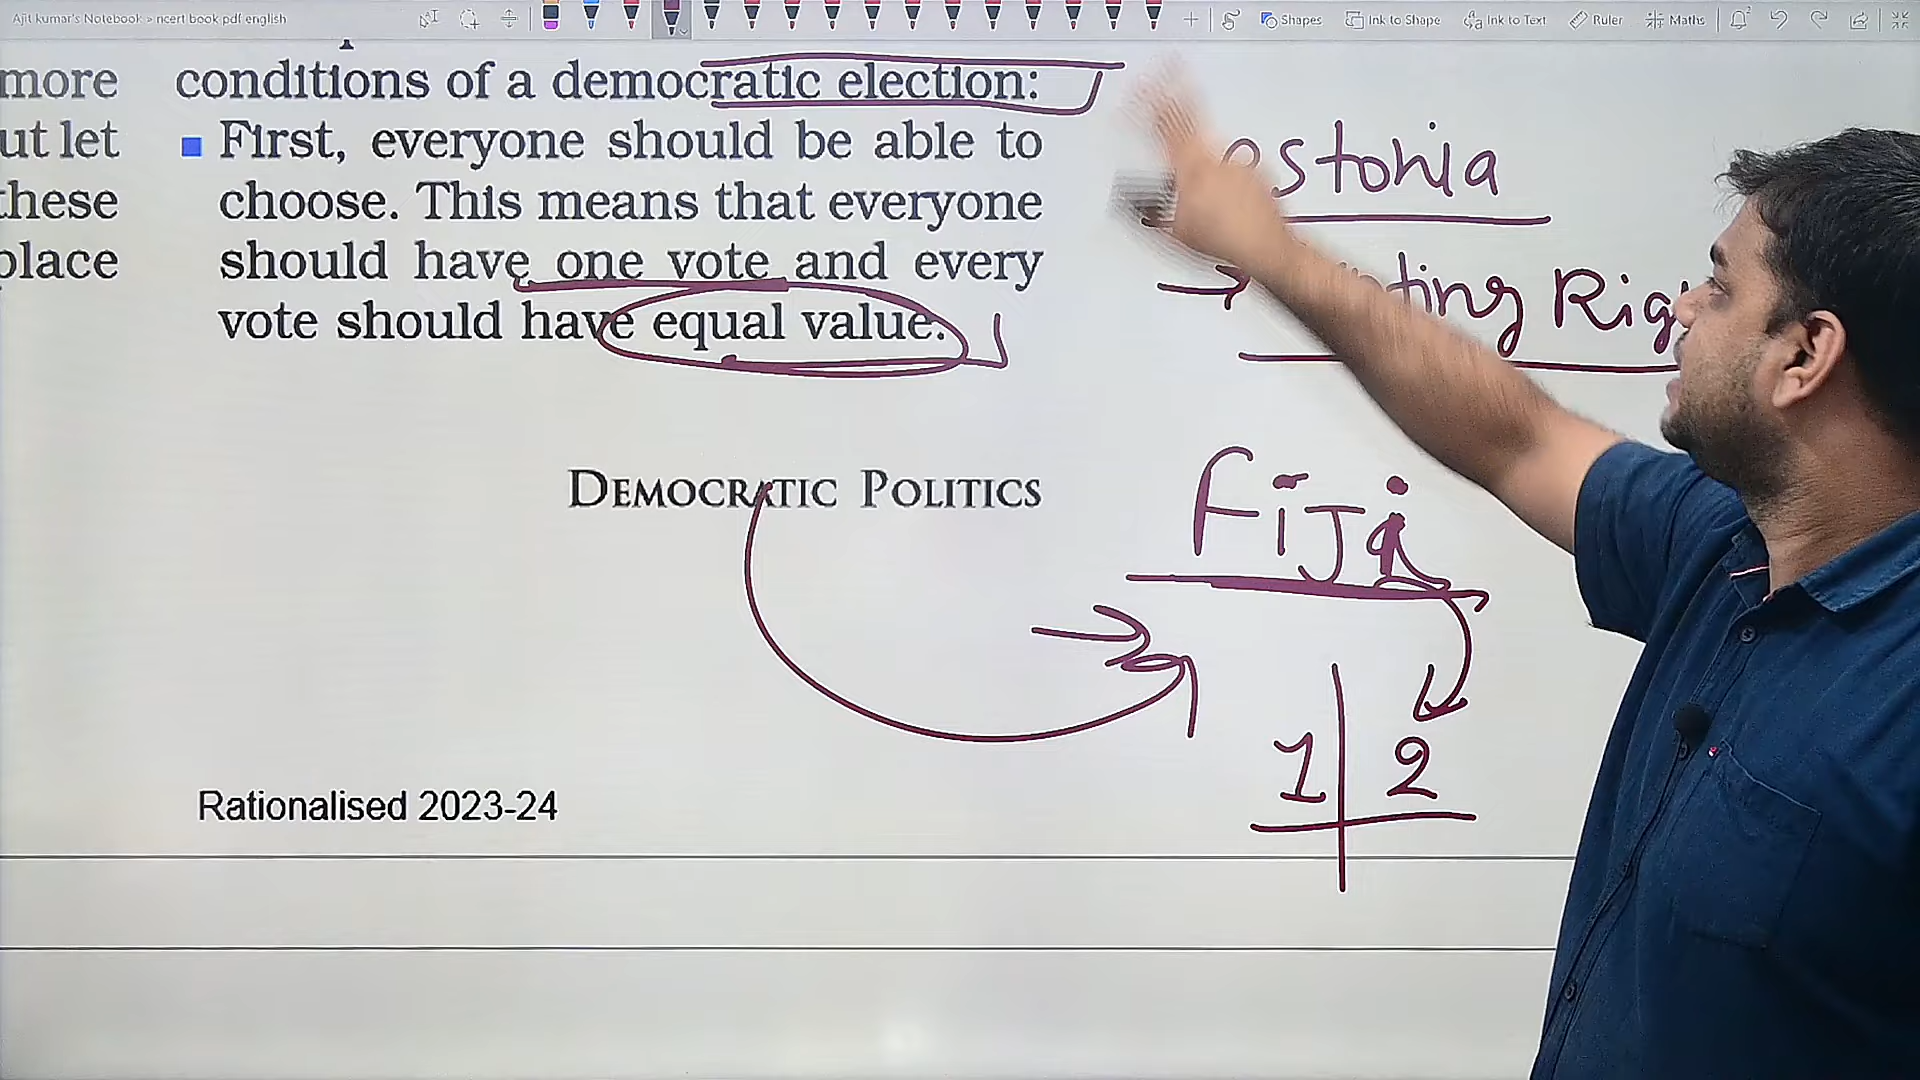 Ajit kumar's Notebook > ncert book pdf english
Shapes
Ink to Shape
Ink to Text
Ruler
Maths
more
ut let
these
place
conditions of a democratic election:
First, everyone should be able to
choose. This means that everyone
should have one vote and every
vote should have equal value.
DEMOCRATIC POLITICS
Rationalised 2023-24
estonia
Fiji
1 2